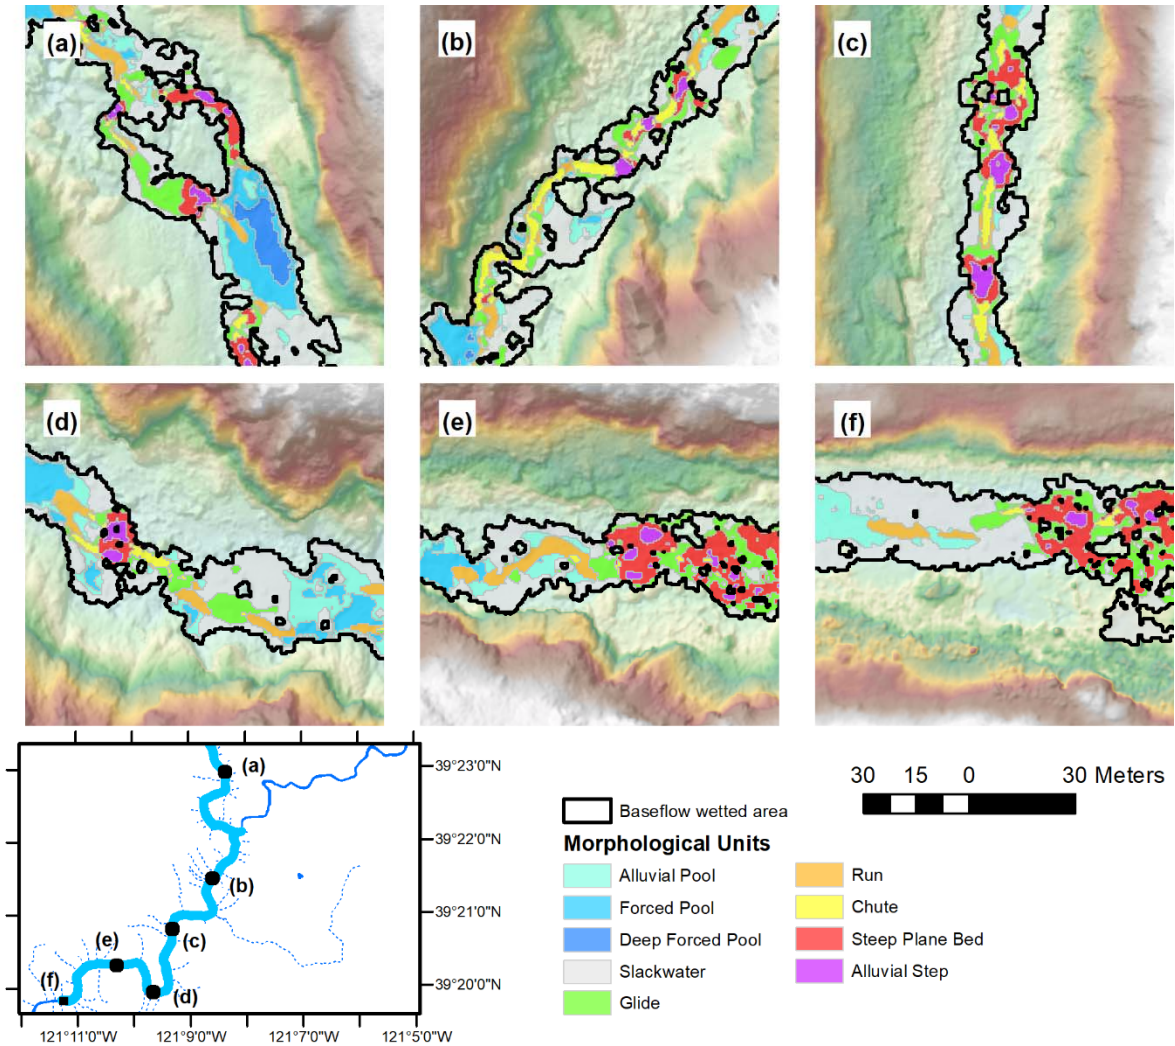 (a)
(b)
(c)
(d)
(e)
(f)
(a)
(b)
(c)
(d)
(e)
(f)
39°23'0"N
39°22'0"N
39°21'0"N
39°20'0"N
121°11'0"W 121°9'0"W 121°7'0"W 121°5'0"W
30 15 0 30 Meters
Baseflow wetted area
Morphological Units
Alluvial Pool
Forced Pool
Deep Forced Pool
Slackwater
Glide
Run
Chute
Steep Plane Bed
Alluvial Step